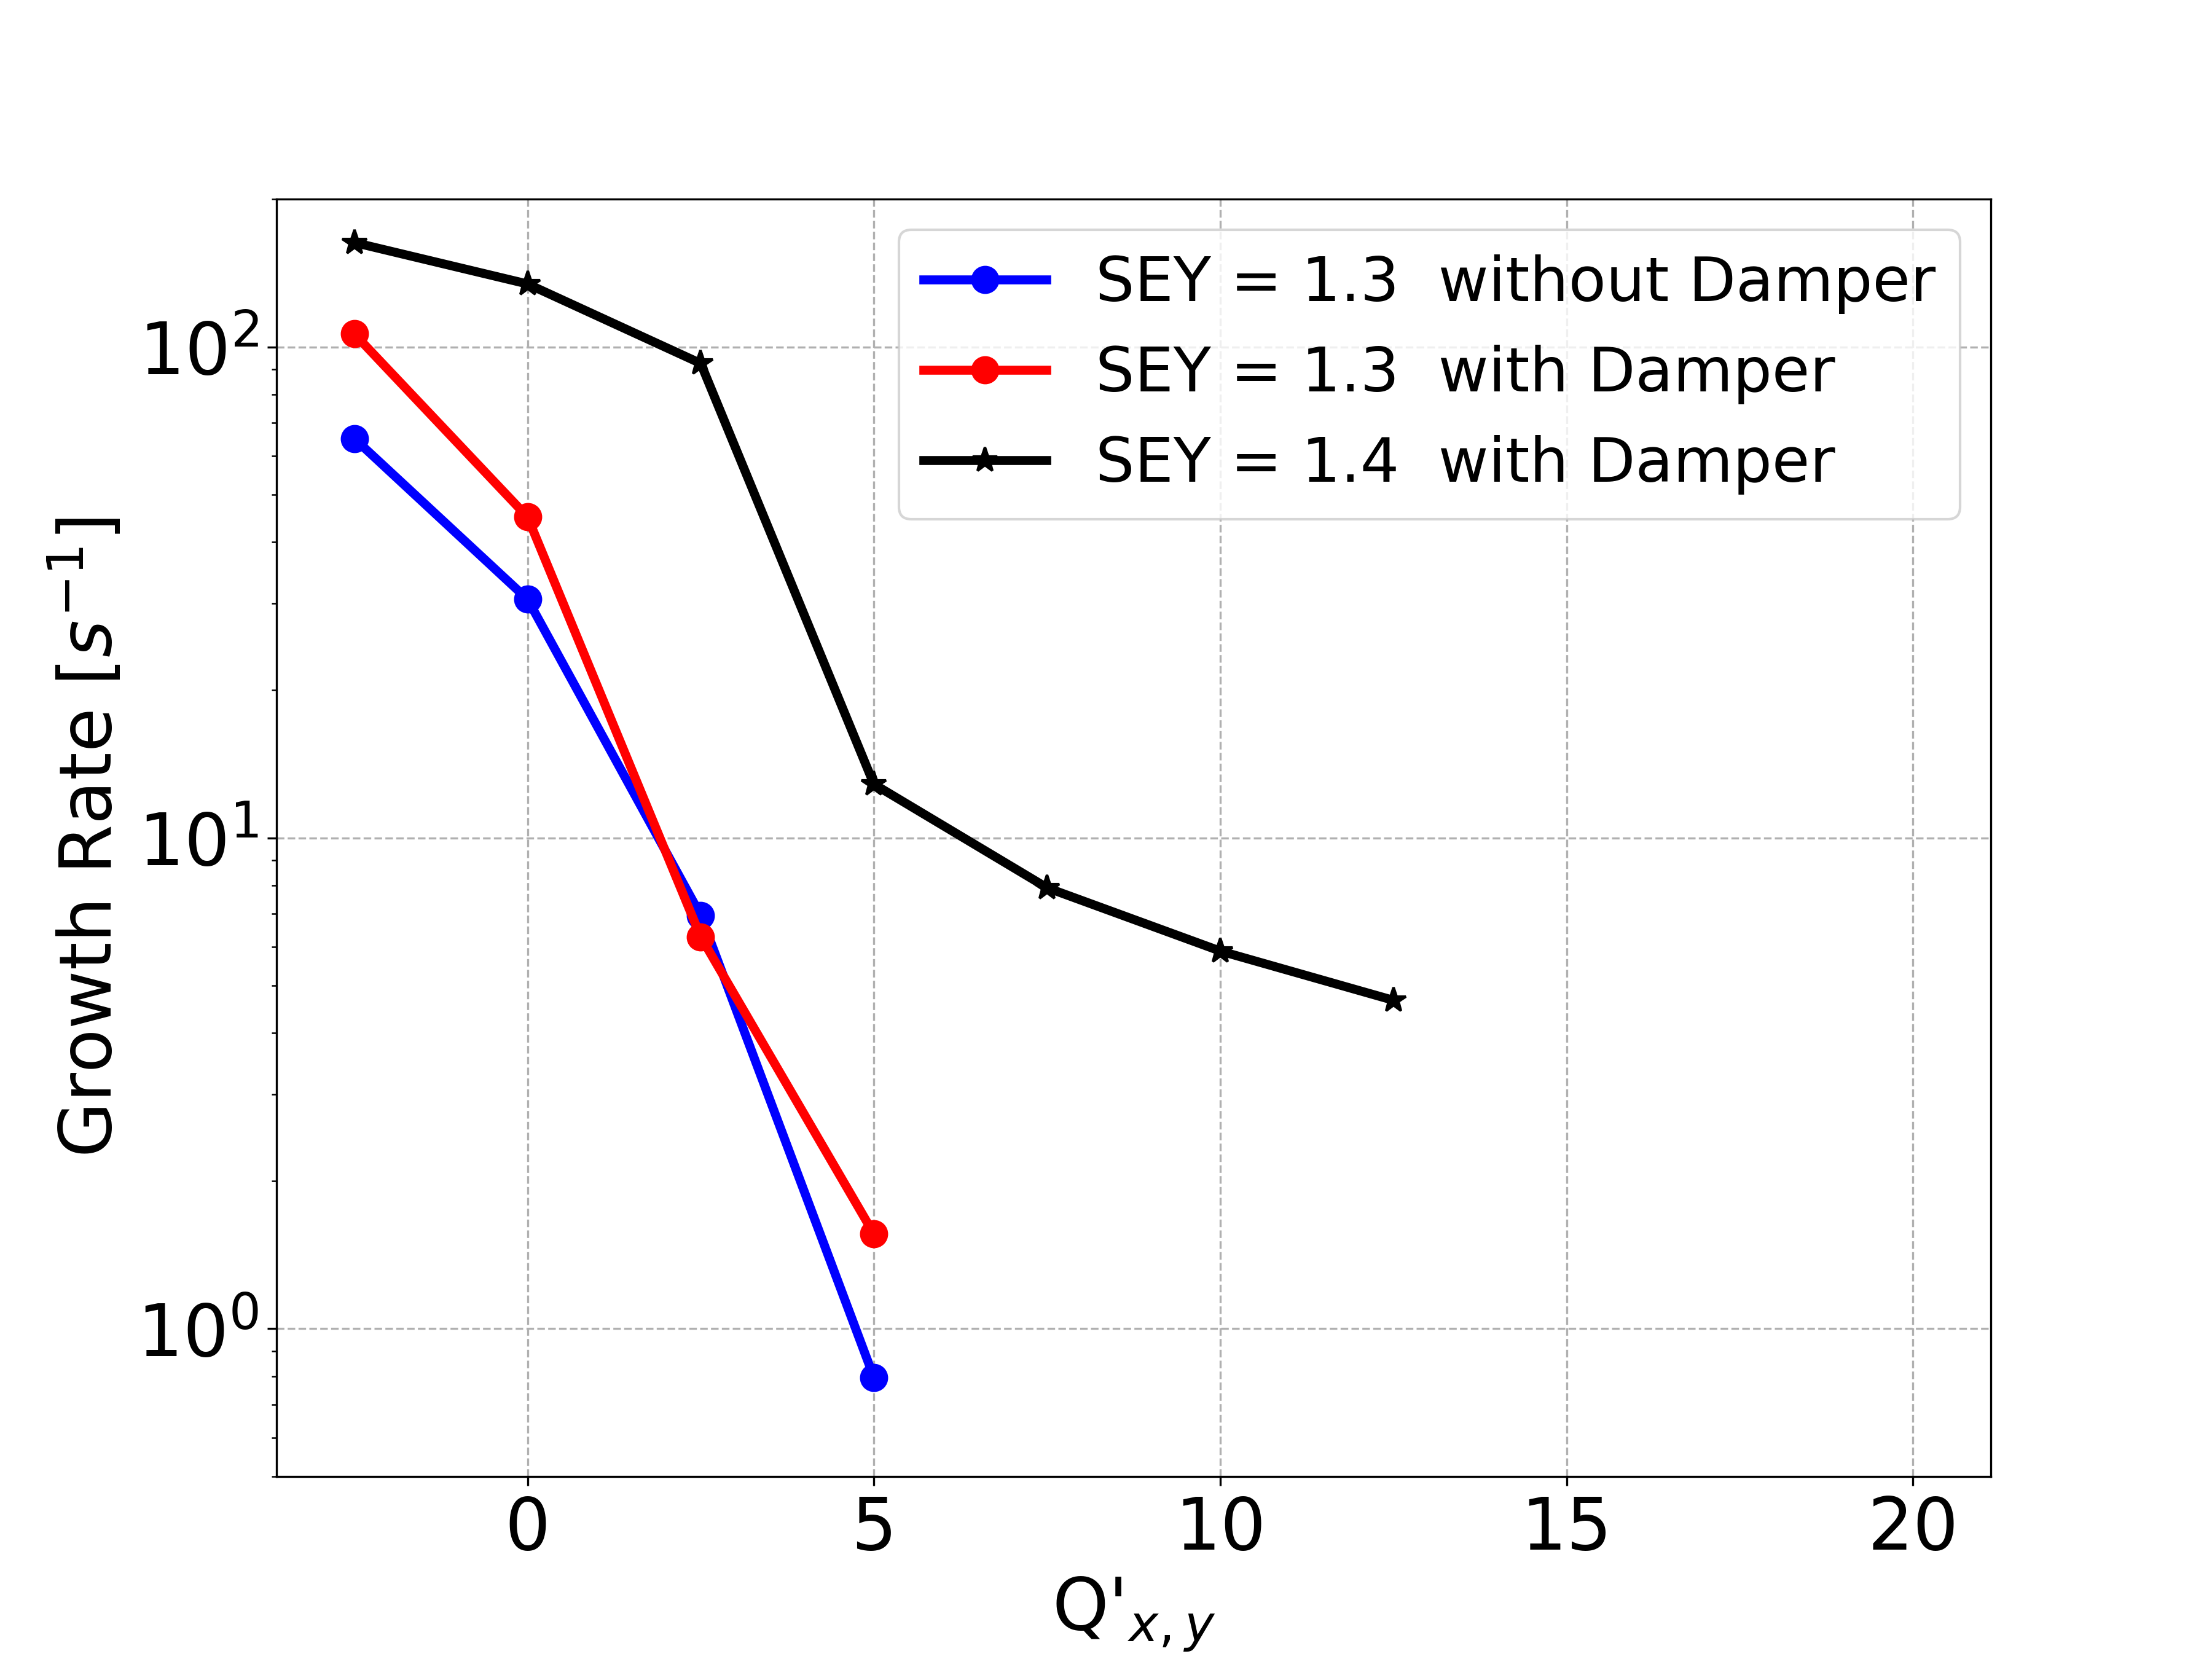 SEY = 1.3  without Damper
SEY = 1.3  with Damper
SEY = 1.4  with Damper
Growth Rate [s⁻¹]
10²
10¹
10⁰
0 5 10 15 20
Q'x,y